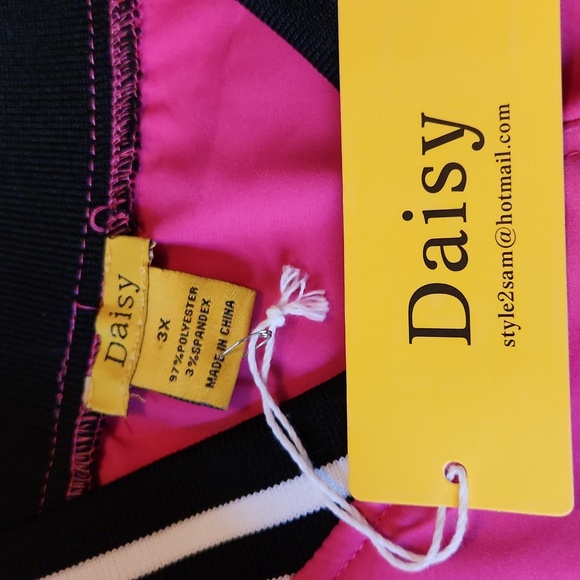 Daisy
3X
97%POLYESTER
3%SPANDEX
MADE IN CHINA
Daisy
style2sam@hotmail.com